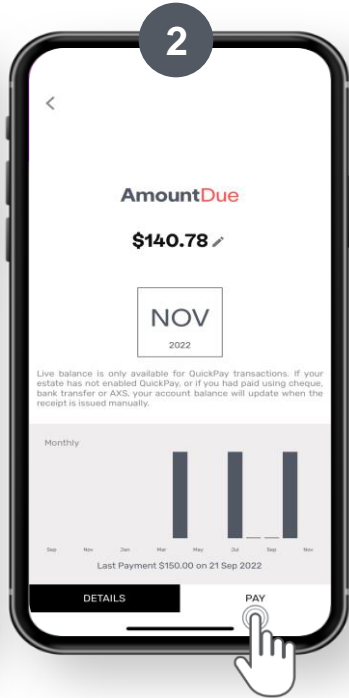 2
AmountDue
$140.78
NOV
2022
Live balance is only available for QuickPay transactions. If your
estate has not enabled QuickPay, or if you had paid using cheque,
bank transfer or AXS, your account balance will update when the
receipt is issued manually.
Monthly
Sep Nov Jan Mar May Jul Sep Nov
Last Payment $150.00 on 21 Sep 2022
DETAILS PAY